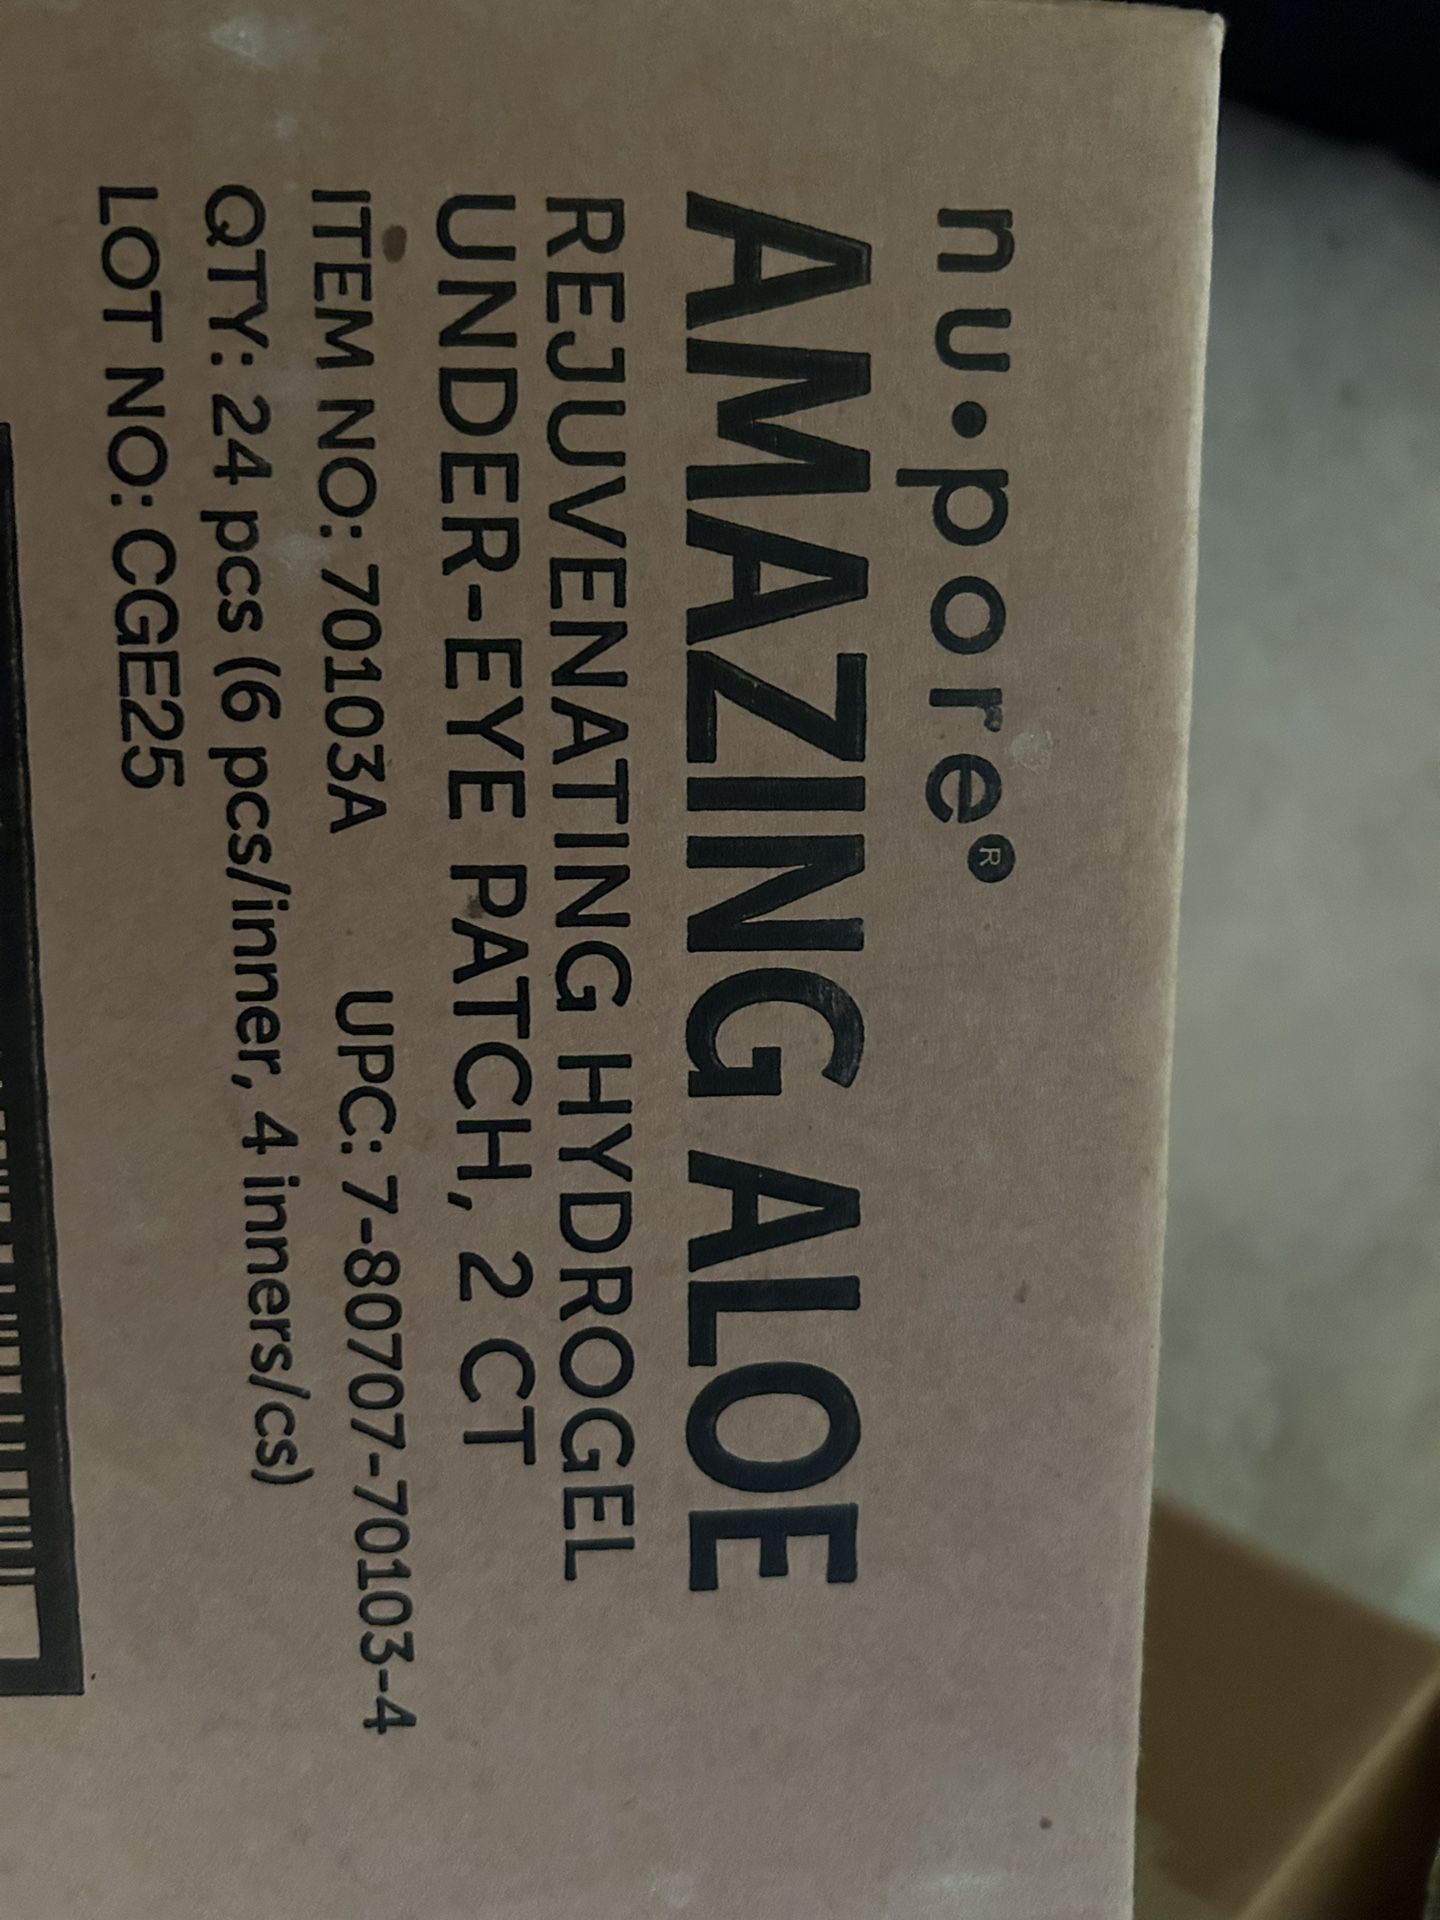 nu•pore®
AMAZING ALOE
REJUVENATING HYDROGEL
UNDER-EYE PATCH, 2 CT
ITEM NO: 70103A UPC: 7-80707-70103-4
QTY: 24 pcs (6 pcs/inner, 4 inners/cs)
LOT NO: CGE25